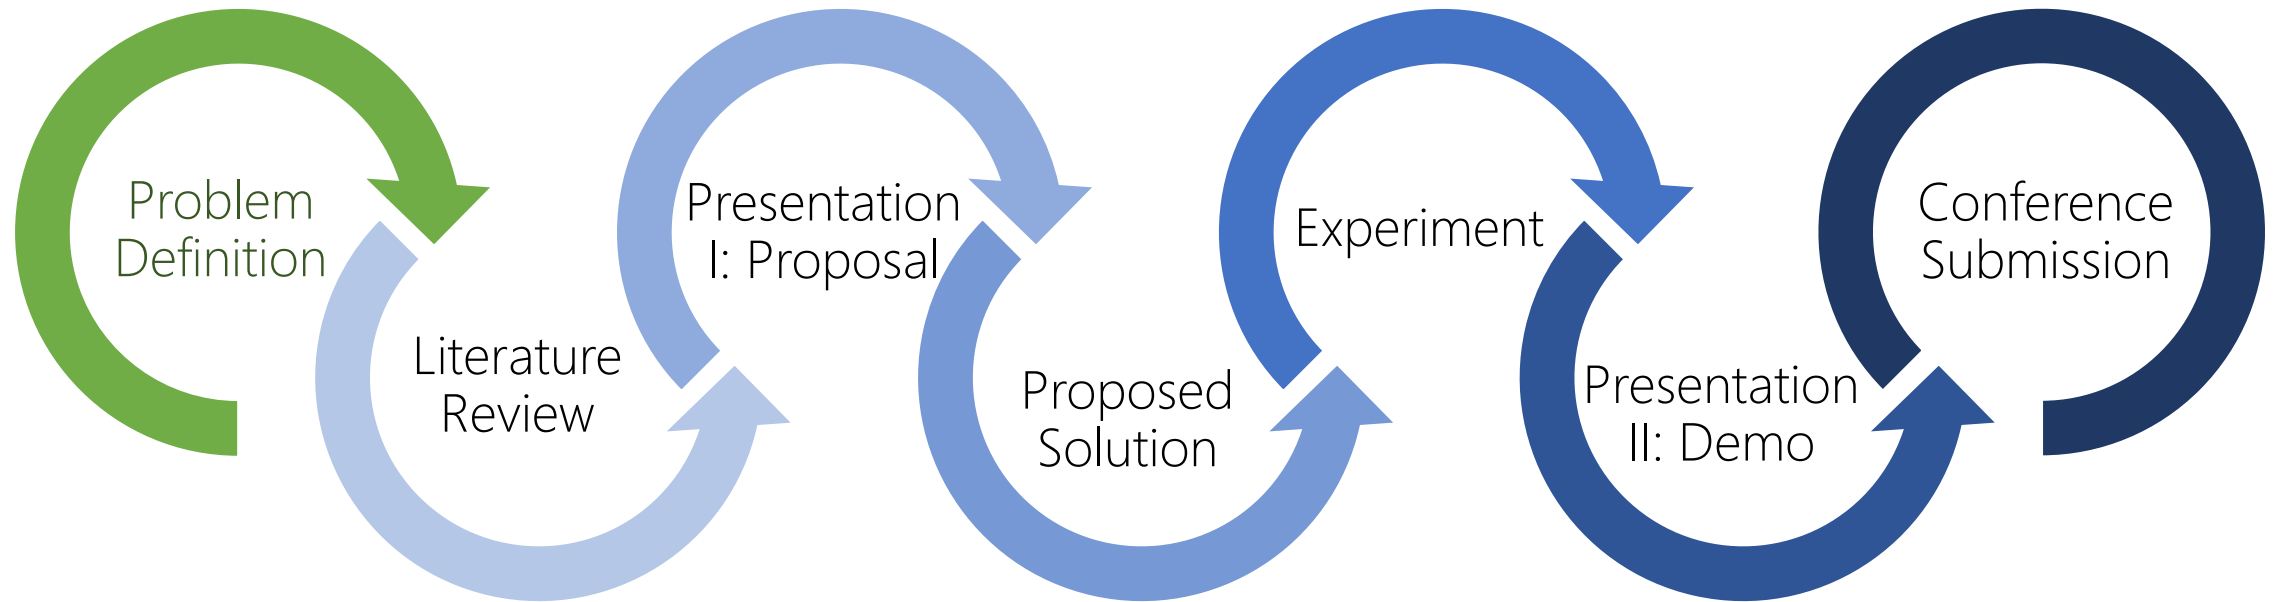 Problem
Definition
Literature
Review
Presentation
I: Proposal
Proposed
Solution
Experiment
Presentation
II: Demo
Conference
Submission